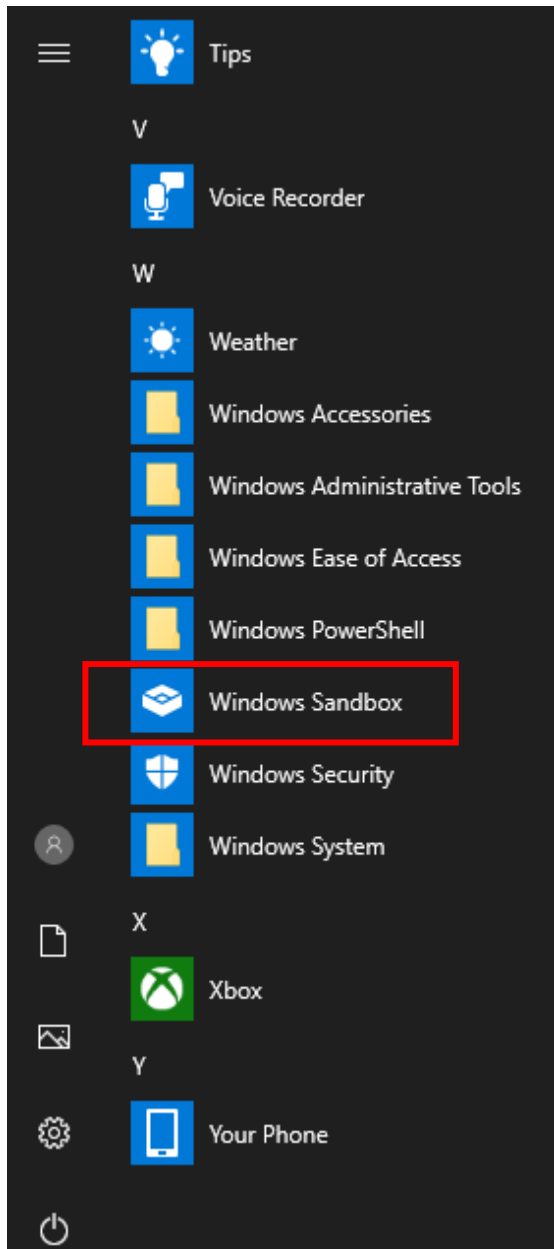 Tips
V
Voice Recorder
W
Weather
Windows Accessories
Windows Administrative Tools
Windows Ease of Access
Windows PowerShell
Windows Sandbox
Windows Security
Windows System
X
Xbox
Y
Your Phone